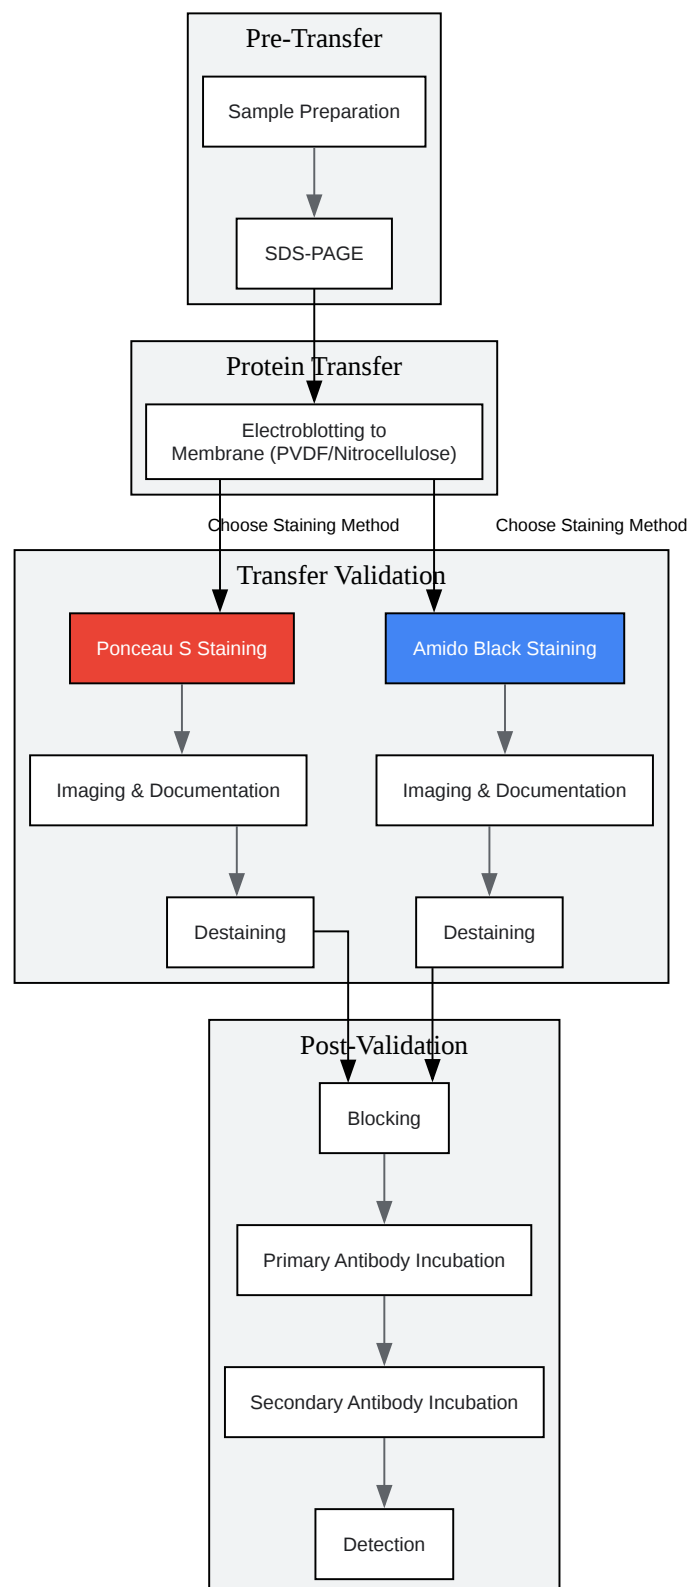 Pre-Transfer
Sample Preparation
SDS-PAGE
Protein Transfer
Electroblotting to
Membrane (PVDF/Nitrocellulose)
Choose Staining Method
Choose Staining Method
Transfer Validation
Ponceau S Staining
Amido Black Staining
Imaging & Documentation
Imaging & Documentation
Destaining
Destaining
Post-Validation
Blocking
Primary Antibody Incubation
Secondary Antibody Incubation
Detection